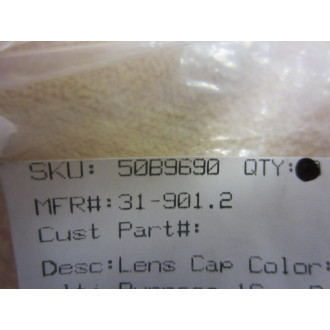 SKU: 50B9690 QTY:
MFR#: 31-901.2
Cust Part#:
Desc: Lens Cap Color: